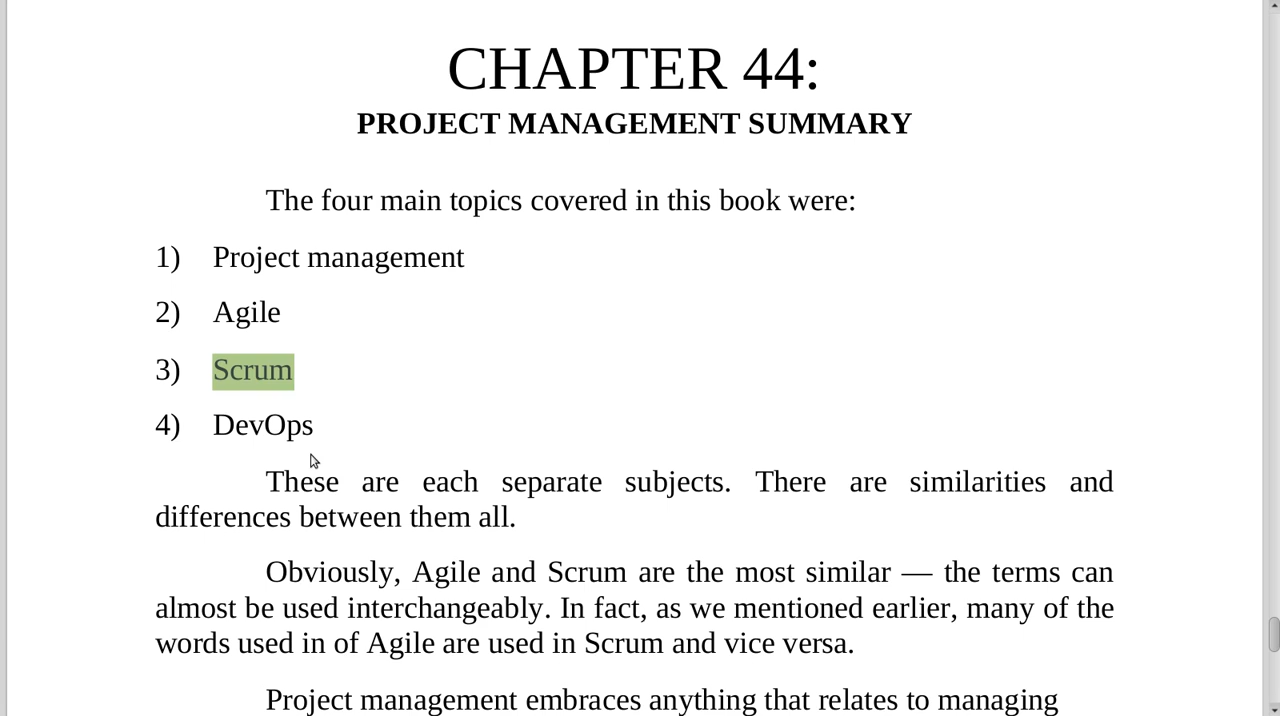 CHAPTER 44:
PROJECT MANAGEMENT SUMMARY
The four main topics covered in this book were:
1) Project management
2) Agile
3) Scrum
4) DevOps
These are each separate subjects. There are similarities and
differences between them all.
Obviously, Agile and Scrum are the most similar — the terms can
almost be used interchangeably. In fact, as we mentioned earlier, many of the
words used in of Agile are used in Scrum and vice versa.
Project management embraces anything that relates to managing